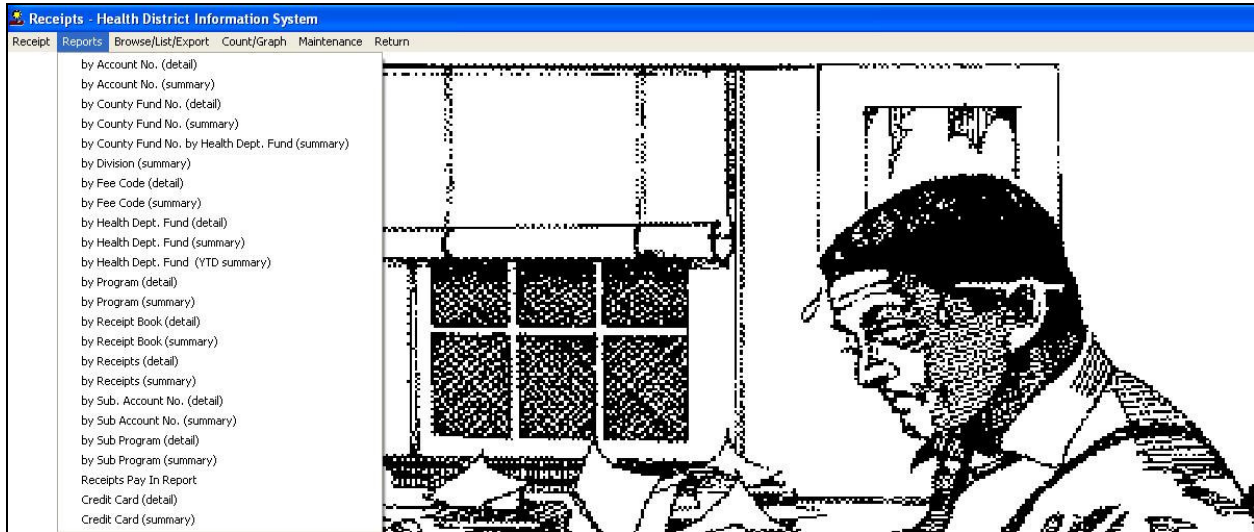 Receipts - Health District Information System
Receipt Reports Browse/List/Export Count/Graph Maintenance Return
by Account No. (detail)
by Account No. (summary)
by County Fund No. (detail)
by County Fund No. (summary)
by County Fund No. by Health Dept. Fund (summary)
by Division (summary)
by Fee Code (detail)
by Fee Code (summary)
by Health Dept. Fund (detail)
by Health Dept. Fund (summary)
by Health Dept. Fund (YTD summary)
by Program (detail)
by Program (summary)
by Receipt Book (detail)
by Receipt Book (summary)
by Receipts (detail)
by Receipts (summary)
by Sub. Account No. (detail)
by Sub Account No. (summary)
by Sub Program (detail)
by Sub Program (summary)
Receipts Pay In Report
Credit Card (detail)
Credit Card (summary)